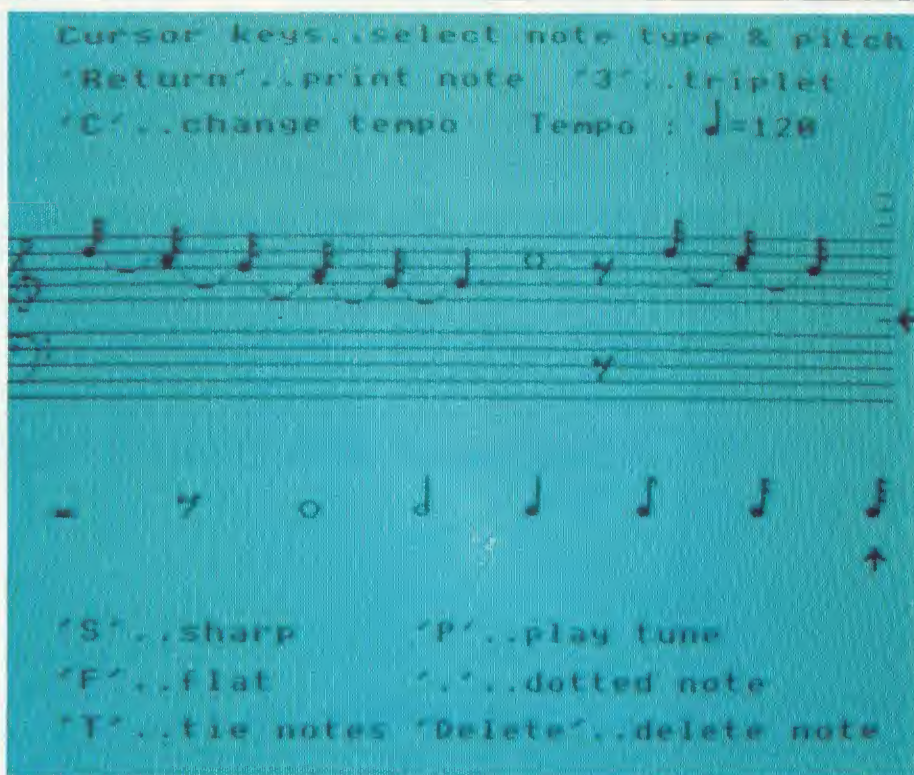 Cursor keys..select note type & pitch
'Return'..print note '3'..triplet
'C'..change tempo Tempo : ♩=120
'S'..sharp 'P'..play tune
'F'..flat '.'..dotted note
'T'..tie notes 'Delete'..delete note